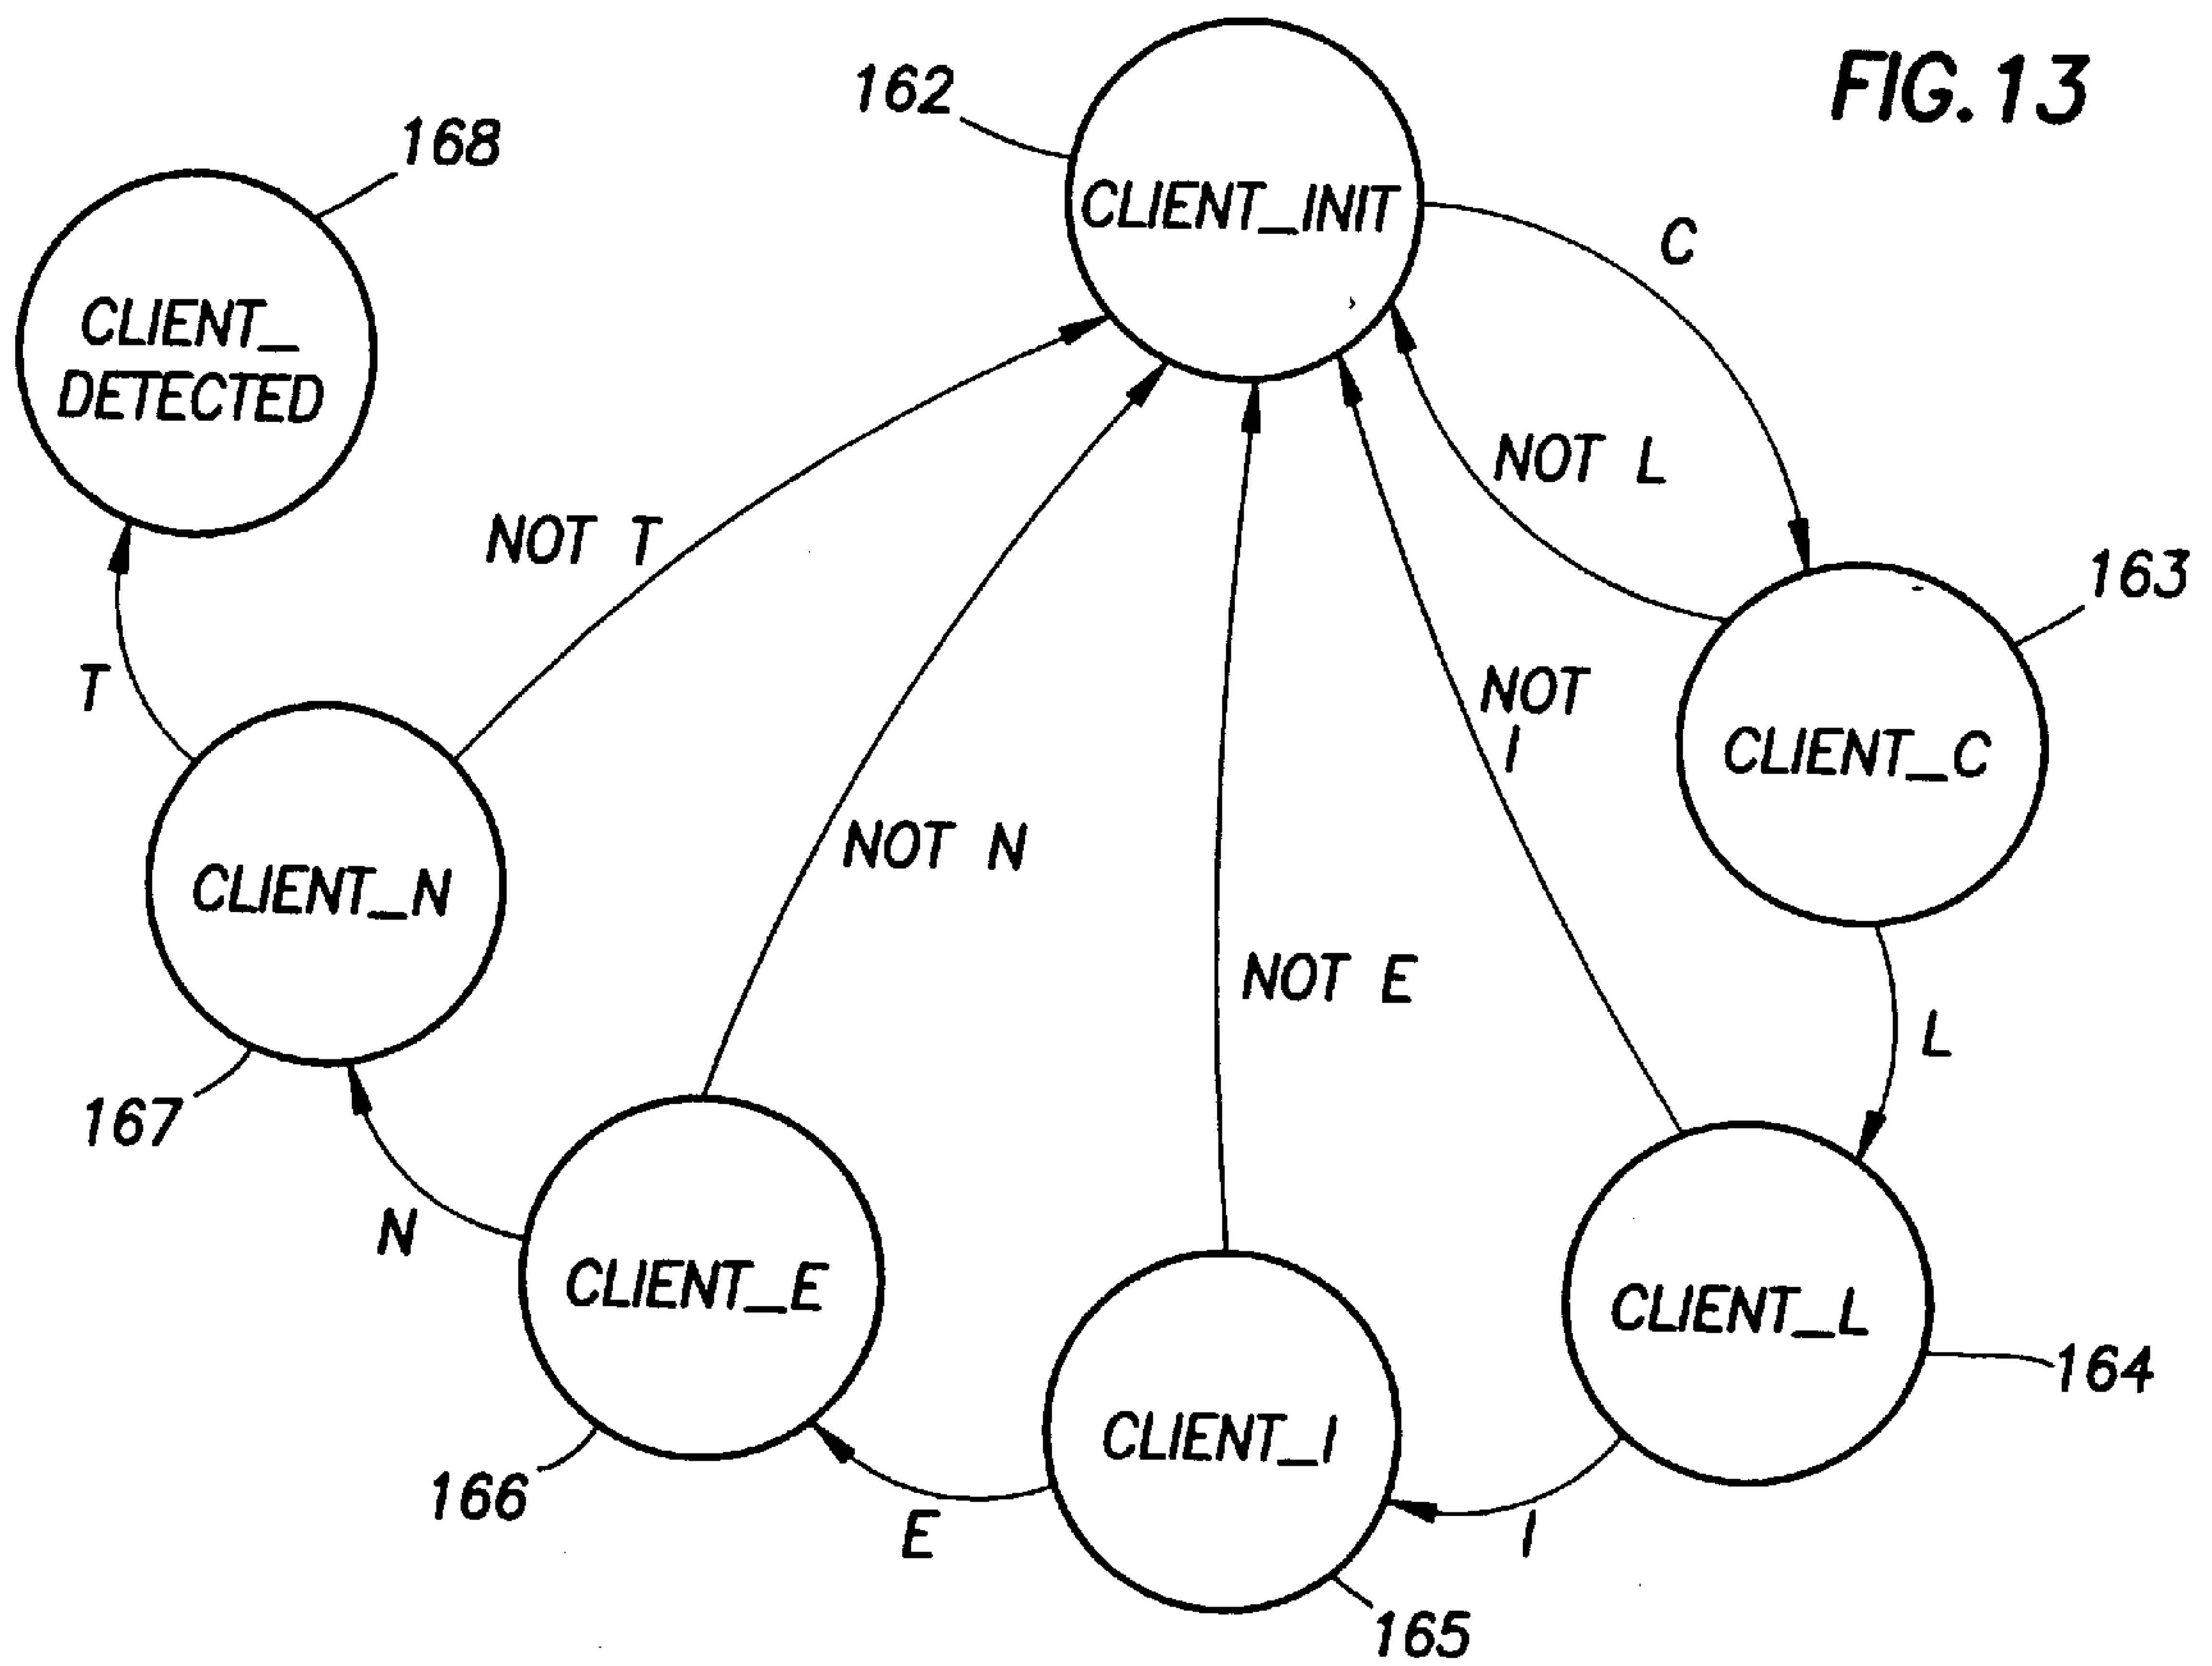 FIG. 13
162
CLIENT_INIT
168
CLIENT_
DETECTED
C
NOT L
NOT T
163
T
NOT
I
CLIENT_C
NOT N
CLIENT_N
NOT E
L
167
N
CLIENT_E
CLIENT_L
164
CLIENT_I
166
E
I
165